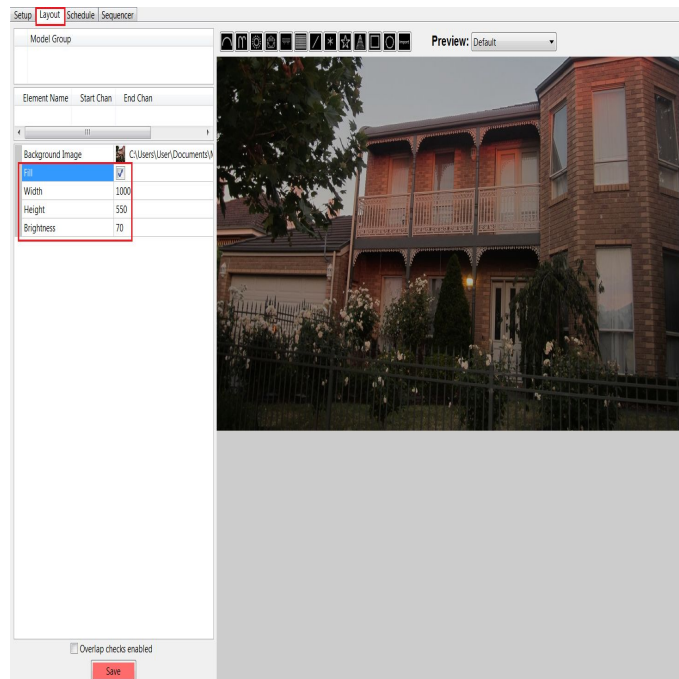 Setup Layout Schedule Sequencer
Model Group
Preview: Default
Element Name Start Chan End Chan
Background Image C:\Users\User\Documents\
Fill
Width 1000
Height 550
Brightness 70
Overlap checks enabled
Save